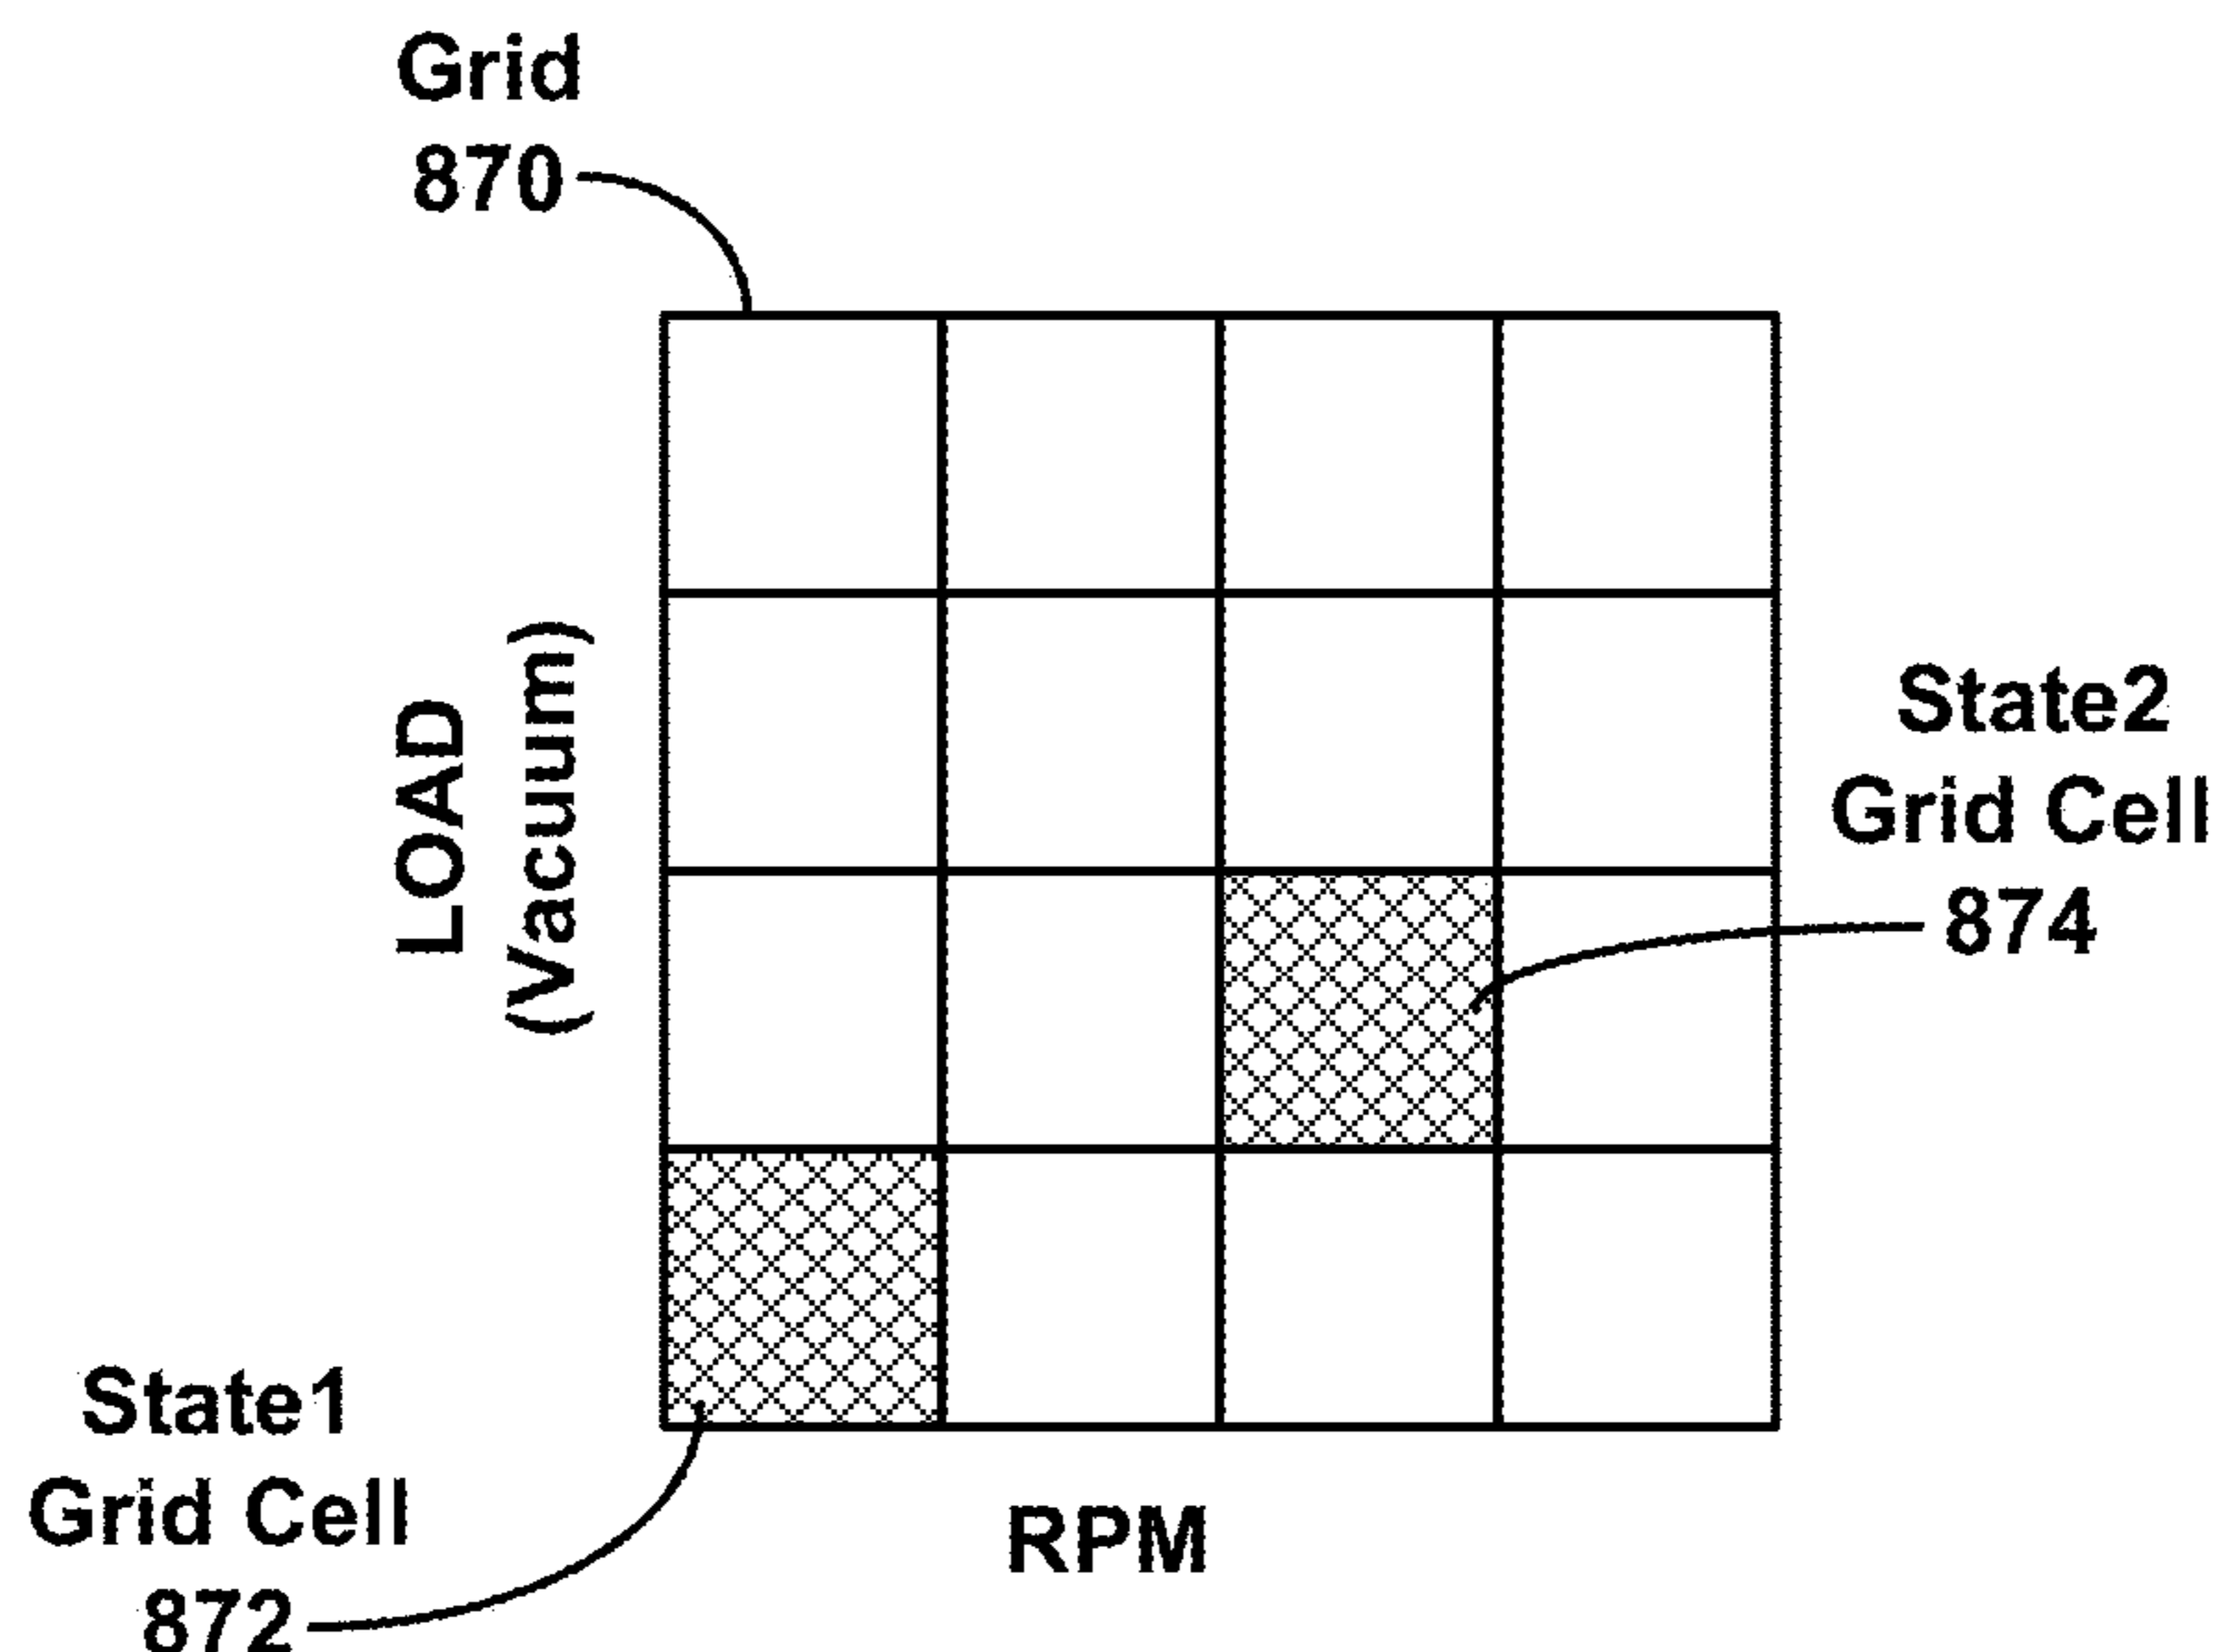 Grid
870
LOAD
(Vacuum)
State2
Grid Cell
874
State1
Grid Cell
872
RPM